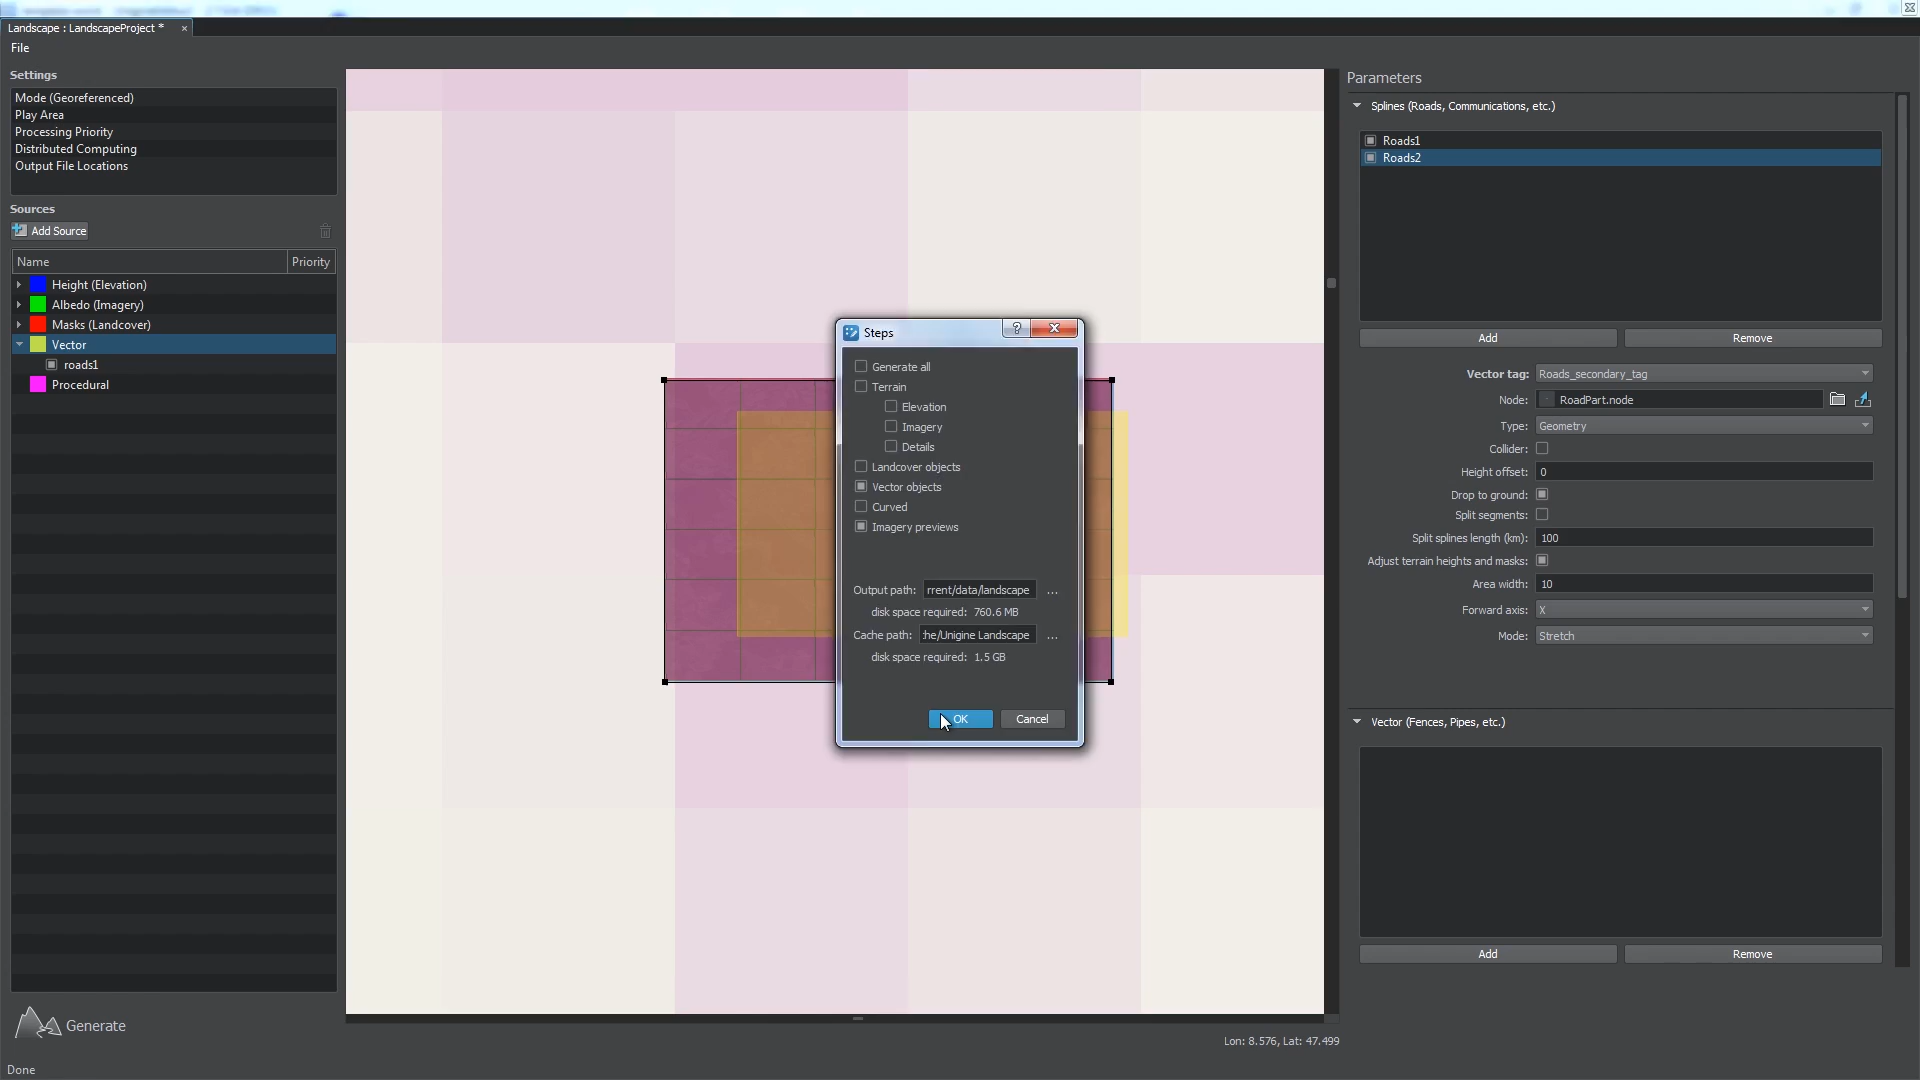 Landscape : LandscapeProject *
File
Settings
Mode (Georeferenced)
Play Area
Processing Priority
Distributed Computing
Output File Locations
Sources
Add Source
Name Priority
Height (Elevation)
Albedo (Imagery)
Masks (Landcover)
Vector
roads1
Procedural
Generate
Done
Steps
Generate all
Terrain
Elevation
Imagery
Details
Landcover objects
Vector objects
Curved
Imagery previews
Output path: rrent/data/landscape ...
disk space required: 760.6 MB
Cache path: :he/Unigine Landscape ...
disk space required: 1.5 GB
OK Cancel
Lon: 8.576, Lat: 47.499
Parameters
Splines (Roads, Communications, etc.)
Roads1
Roads2
Add Remove
Vector tag: Roads_secondary_tag
Node: RoadPart.node
Type: Geometry
Collider:
Height offset: 0
Drop to ground:
Split segments:
Split splines length (km): 100
Adjust terrain heights and masks:
Area width: 10
Forward axis: X
Mode: Stretch
Vector (Fences, Pipes, etc.)
Add Remove